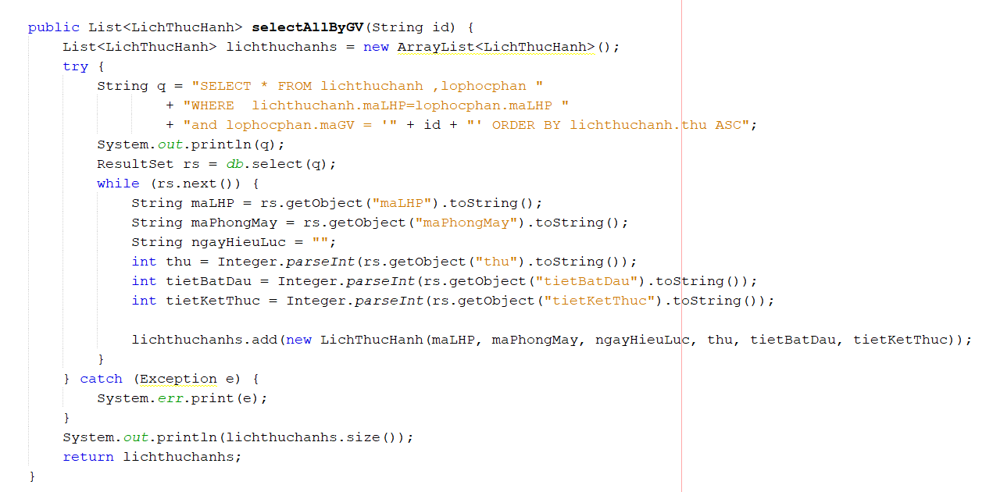 public List<LichThucHanh> selectAllByGV(String id) {
    List<LichThucHanh> lichthuchanhs = new ArrayList<LichThucHanh>();
    try {
        String q = "SELECT * FROM lichthuchanh ,lophocphan "
                + "WHERE  lichthuchanh.maLHP=lophocphan.maLHP "
                + "and lophocphan.maGV = '" + id + "' ORDER BY lichthuchanh.thu ASC";
        System.out.println(q);
        ResultSet rs = db.select(q);
        while (rs.next()) {
            String maLHP = rs.getObject("maLHP").toString();
            String maPhongMay = rs.getObject("maPhongMay").toString();
            String ngayHieuLuc = "";
            int thu = Integer.parseInt(rs.getObject("thu").toString());
            int tietBatDau = Integer.parseInt(rs.getObject("tietBatDau").toString());
            int tietKetThuc = Integer.parseInt(rs.getObject("tietKetThuc").toString());

            lichthuchanhs.add(new LichThucHanh(maLHP, maPhongMay, ngayHieuLuc, thu, tietBatDau, tietKetThuc));
        }
    } catch (Exception e) {
        System.err.print(e);
    }
    System.out.println(lichthuchanhs.size());
    return lichthuchanhs;
}